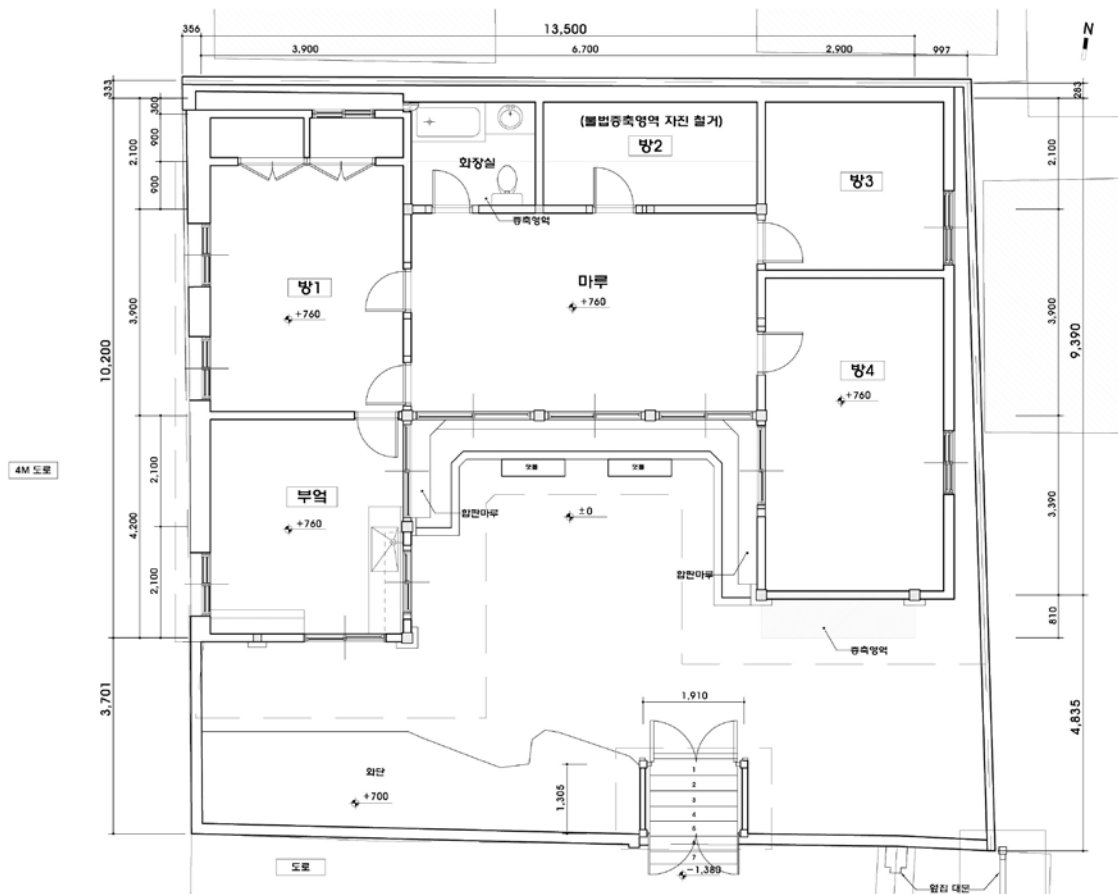 356
13,500
3,900
6.700
2,900
997
N
333
283
300
900
2,100
900
2,100
(불법증축영역 자진 철거)
방2
화장실
방3
증축영역
방1
+760
마루
+760
3,900
3,900
10,200
9,390
방4
+760
4M 도로
2,100
부엌
+760
댓돌
댓돌
합판마루
±0
3,390
4,200
2,100
합판마루
810
증축영역
3,701
1,910
4,835
화단
+700
1,305
1
2
3
4
5
6
7
-1,380
도로
옆집 대문